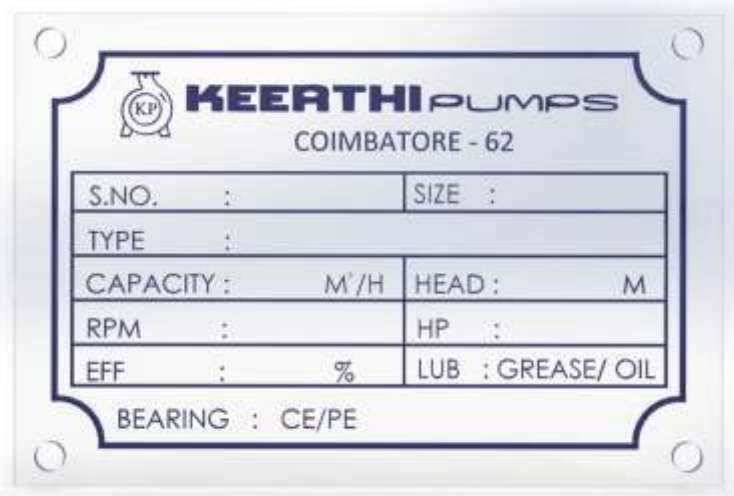 KP
KEERTHI PUMPS
COIMBATORE - 62
S.NO. : SIZE :
TYPE :
CAPACITY : M³/H HEAD : M
RPM : HP :
EFF : % LUB : GREASE/ OIL
BEARING : CE/PE